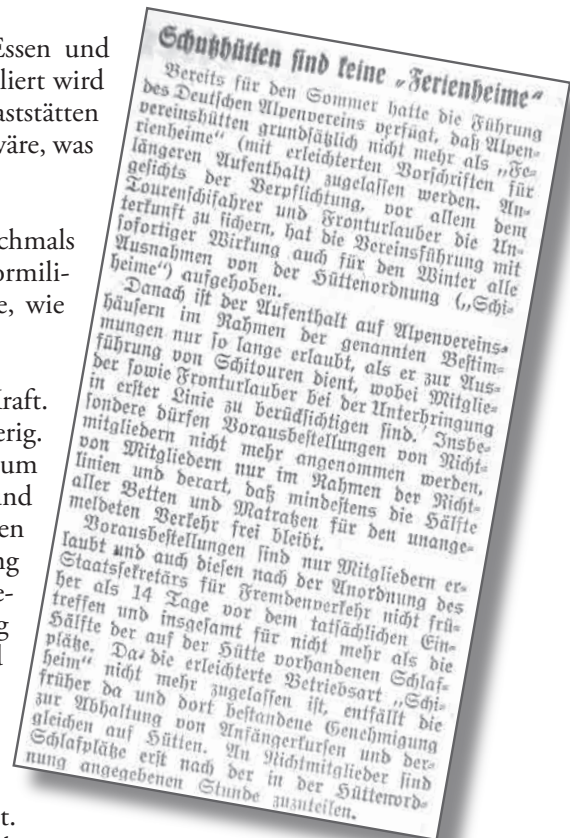 Essen und
liert wird
aststätten
wäre, was
chmals
ormili-
e, wie
Kraft.
erig.
um
und
en
ng
e-
g
l
t.
Schutzhütten sind keine „Ferienheime“
Bereits für den Sommer hatte die Führung
des Deutschen Alpenvereins verfügt, daß Alpen-
vereinshütten grundsätzlich nicht mehr als „Fe-
rienheime“ (mit erleichterten Vorschriften für
längeren Aufenthalt) zugelassen werden. An-
gesichts der Verpflichtung, vor allem dem
Tourenschifahrer und Fronturlauber die Un-
terkunft zu sichern, hat die Vereinsführung mit
sofortiger Wirkung auch für den Winter alle
Ausnahmen von der Hüttenordnung („Schi-
heime“) aufgehoben.
Danach ist der Aufenthalt auf Alpenvereins-
häusern im Rahmen der genannten Bestim-
mungen nur so lange erlaubt, als er zur Aus-
führung von Schitouren dient, wobei Mitglie-
der sowie Fronturlauber bei der Unterbringung
in erster Linie zu berücksichtigen sind. Insbe-
sondere dürfen Vorausbestellungen von Nicht-
mitgliedern nicht mehr angenommen werden,
von Mitgliedern nur im Rahmen der Richt-
linien und derart, daß mindestens die Hälfte
aller Betten und Matratzen für den unange-
meldeten Verkehr frei bleibt.
Vorausbestellungen sind nur Mitgliedern er-
laubt und auch diesen nach der Anordnung des
Staatssekretärs für Fremdenverkehr nicht frü-
her als 14 Tage vor dem tatsächlichen Ein-
treffen und insgesamt für nicht mehr als die
Hälfte der auf der Hütte vorhandenen Schlaf-
plätze. Da die erleichterte Betriebsart „Schi-
heim“ nicht mehr zugelassen ist, entfällt die
früher da und dort bestandene Genehmigung
zur Abhaltung von Anfängerkursen und der-
gleichen auf Hütten. An Nichtmitglieder sind
Schlafplätze erst nach der in der Hüttenord-
nung angegebenen Stunde zuzuteilen.